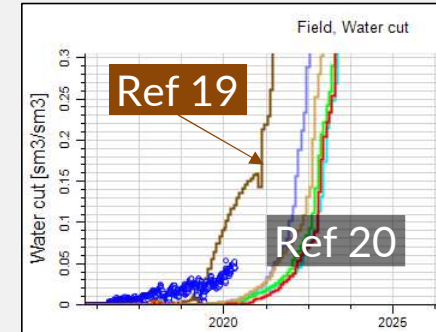 Field, Water cut
Water cut [sm3/sm3]
0.3
0.25
0.2
0.15
0.1
0.05
0
Ref 19
Ref 20
2020
2025